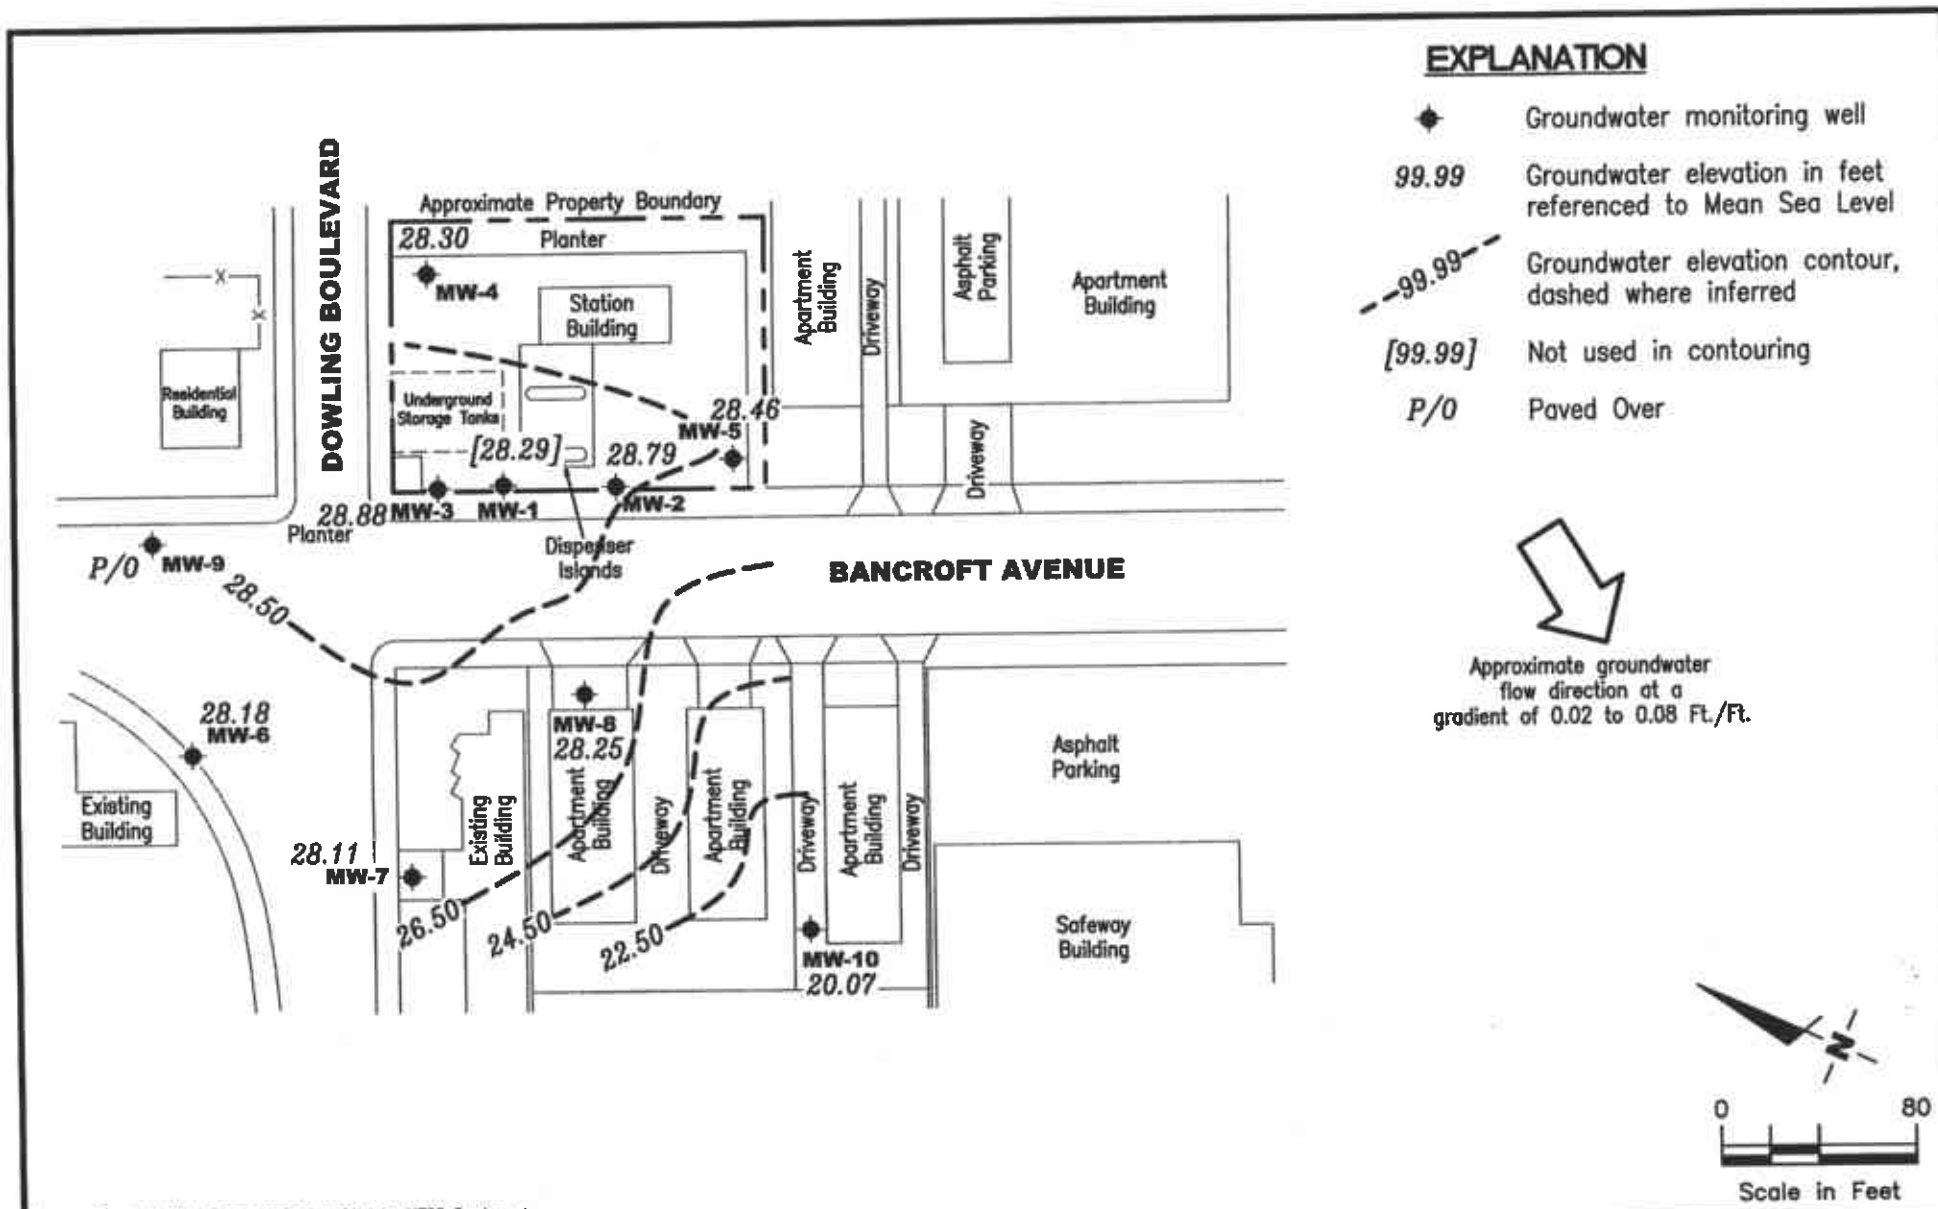 EXPLANATION
Groundwater monitoring well
99.99
Groundwater elevation in feet
referenced to Mean Sea Level
99.99
Groundwater elevation contour,
dashed where inferred
[99.99]
Not used in contouring
P/O
Paved Over
Approximate groundwater
flow direction at a
gradient of 0.02 to 0.08 Ft./Ft.
N
0
80
Scale in Feet
DOWLING BOULEVARD
Approximate Property Boundary
28.30
Planter
MW-4
Station
Building
X
X
Residential
Building
Underground
Storage Tanks
[28.29]
28.79
28.46
MW-5
28.88
MW-3
MW-1
MW-2
Planter
Dispenser
Islands
Apartment
Building
Driveway
Asphalt
Parking
Apartment
Building
Driveway
P/O
MW-9
28.50
BANCROFT AVENUE
28.18
MW-6
Existing
Building
28.11
MW-7
Existing
Building
MW-8
28.25
Apartment
Building
Driveway
Apartment
Building
Driveway
Apartment
Building
Driveway
26.50
24.50
22.50
MW-10
20.07
Asphalt
Parking
Safeway
Building